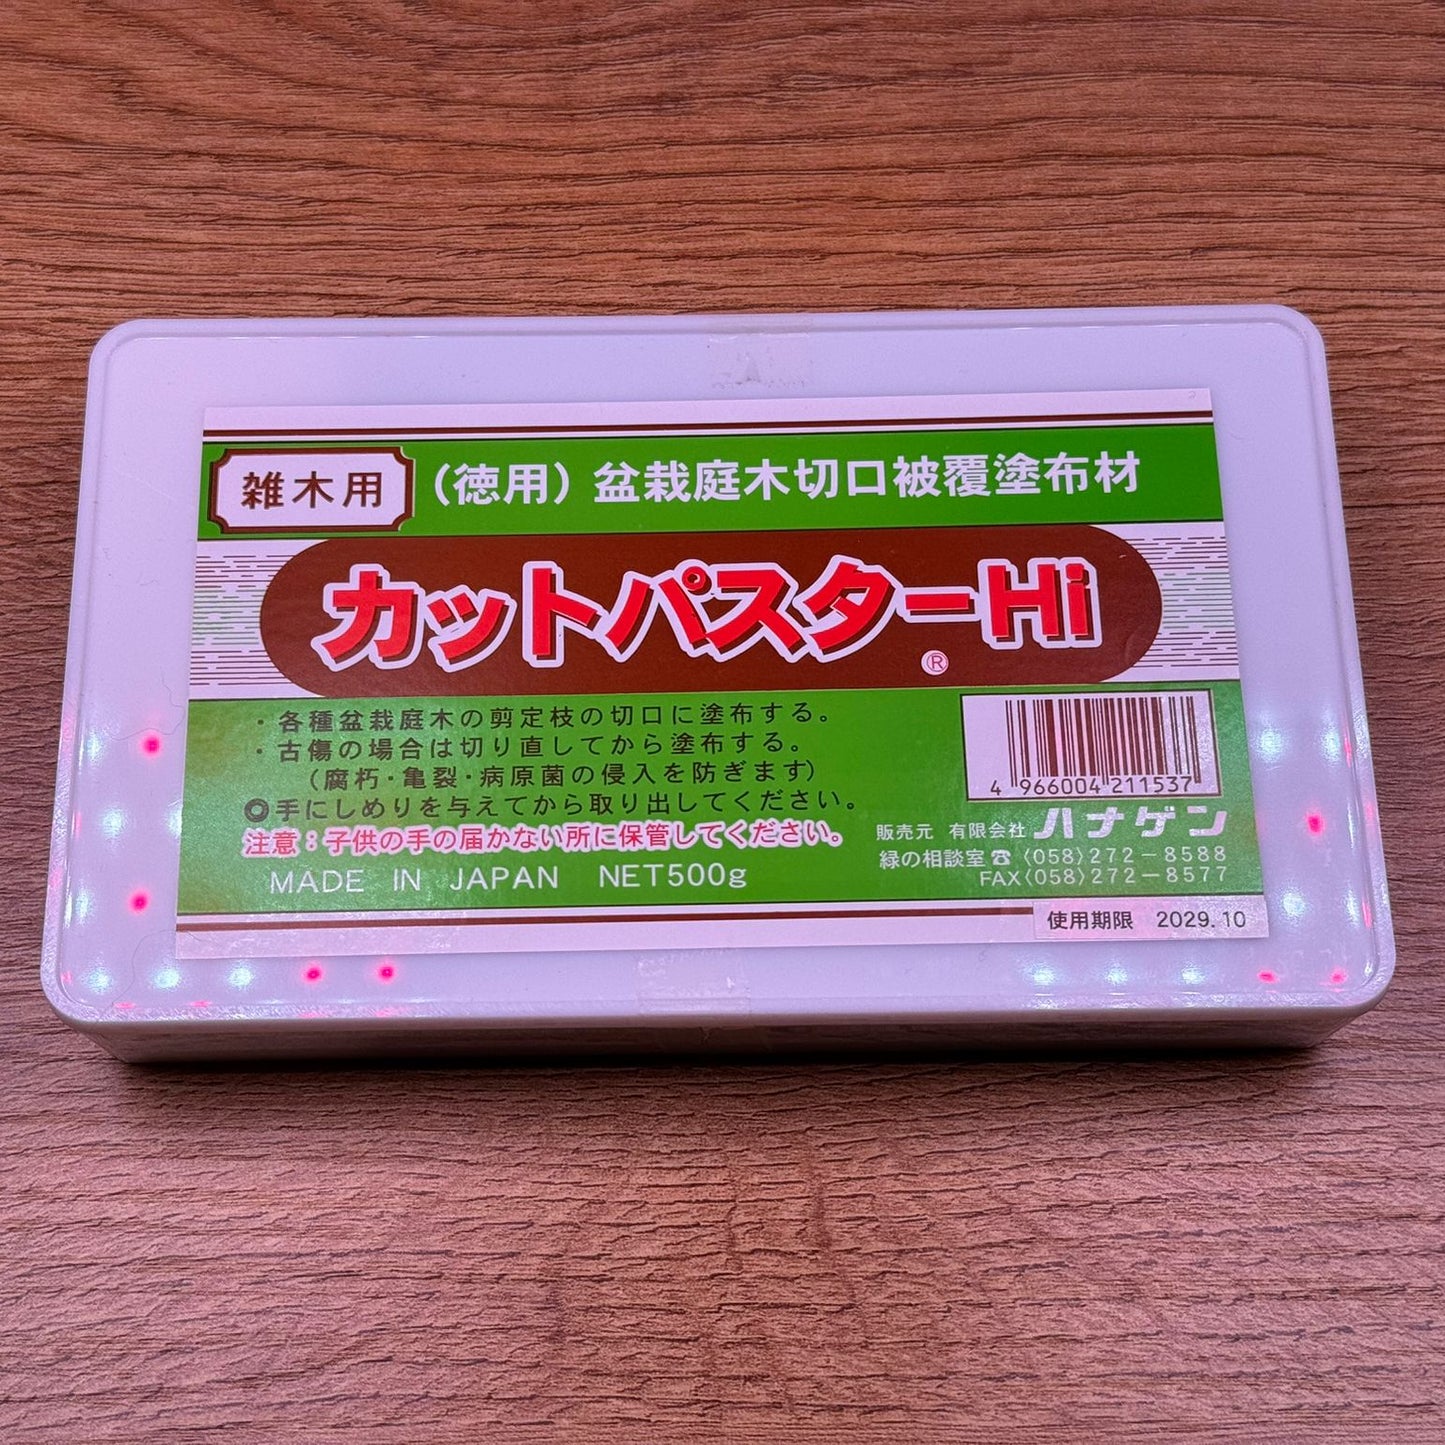 雑木用 (徳用) 盆栽庭木切口被覆塗布材
カットパスターHi
®
・各種盆栽庭木の剪定枝の切口に塗布する。
・古傷の場合は切り直してから塗布する。
(腐朽・亀裂・病原菌の侵入を防ぎます)
◎手にしめりを与えてから取り出してください。
注意：子供の手の届かない所に保管してください。
MADE IN JAPAN NET500g
4 966004 211537
販売元 有限会社 ハナゲン
緑の相談室☎(058)272-8588
FAX(058)272-8577
使用期限 2029.10